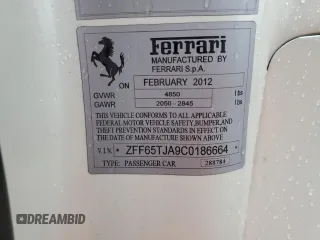 Ferrari
MANUFACTURED BY
FERRARI S.p.A.
ON FEBRUARY 2012
GVWR 4850 lbs
GAWR 2050 - 2845 lbs
THIS VEHICLE CONFORMS TO ALL APPLICABLE
FEDERAL MOTOR VEHICLE SAFETY, BUMPER, AND
THEFT PREVENTION STANDARDS IN EFFECT ON
THE DATE OF MANUFACTURE SHOWN ABOVE
V.I.N. • ZFF65TJA9C0186664 •
TYPE: PASSENGER CAR 288784
©DREAMBID